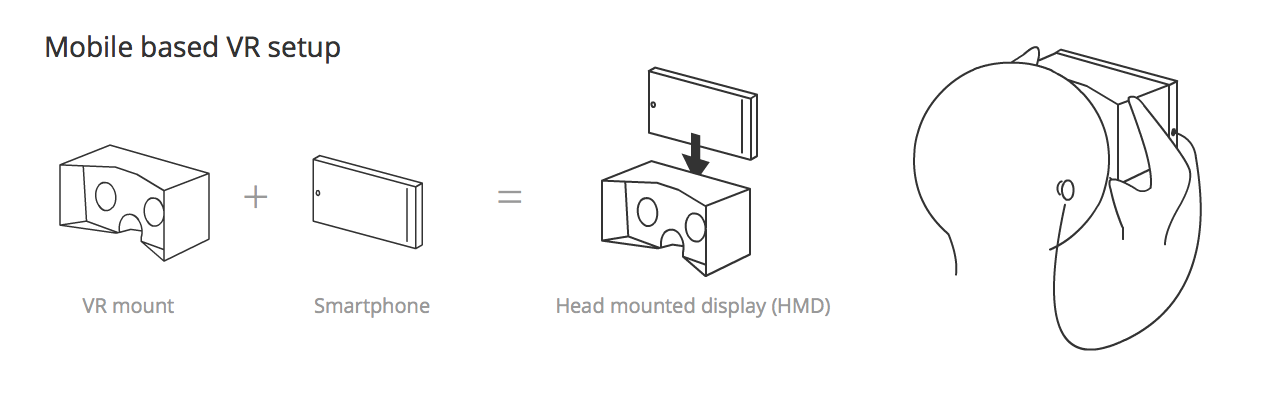 Mobile based VR setup
+
=
VR mount
Smartphone
Head mounted display (HMD)